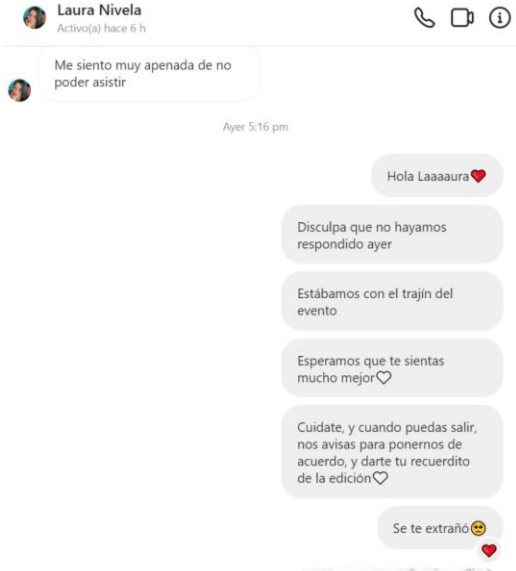 Laura Nivela
Activo(a) hace 6 h
Me siento muy apenada de no
poder asistir
Ayer 5:16 pm
Hola Laaaaura❤️
Disculpa que no hayamos
respondido ayer
Estábamos con el trajín del
evento
Esperamos que te sientas
mucho mejor♡
Cuidate, y cuando puedas salir,
nos avisas para ponernos de
acuerdo, y darte tu recuerdito
de la edición♡
Se te extrañó🥺
❤️